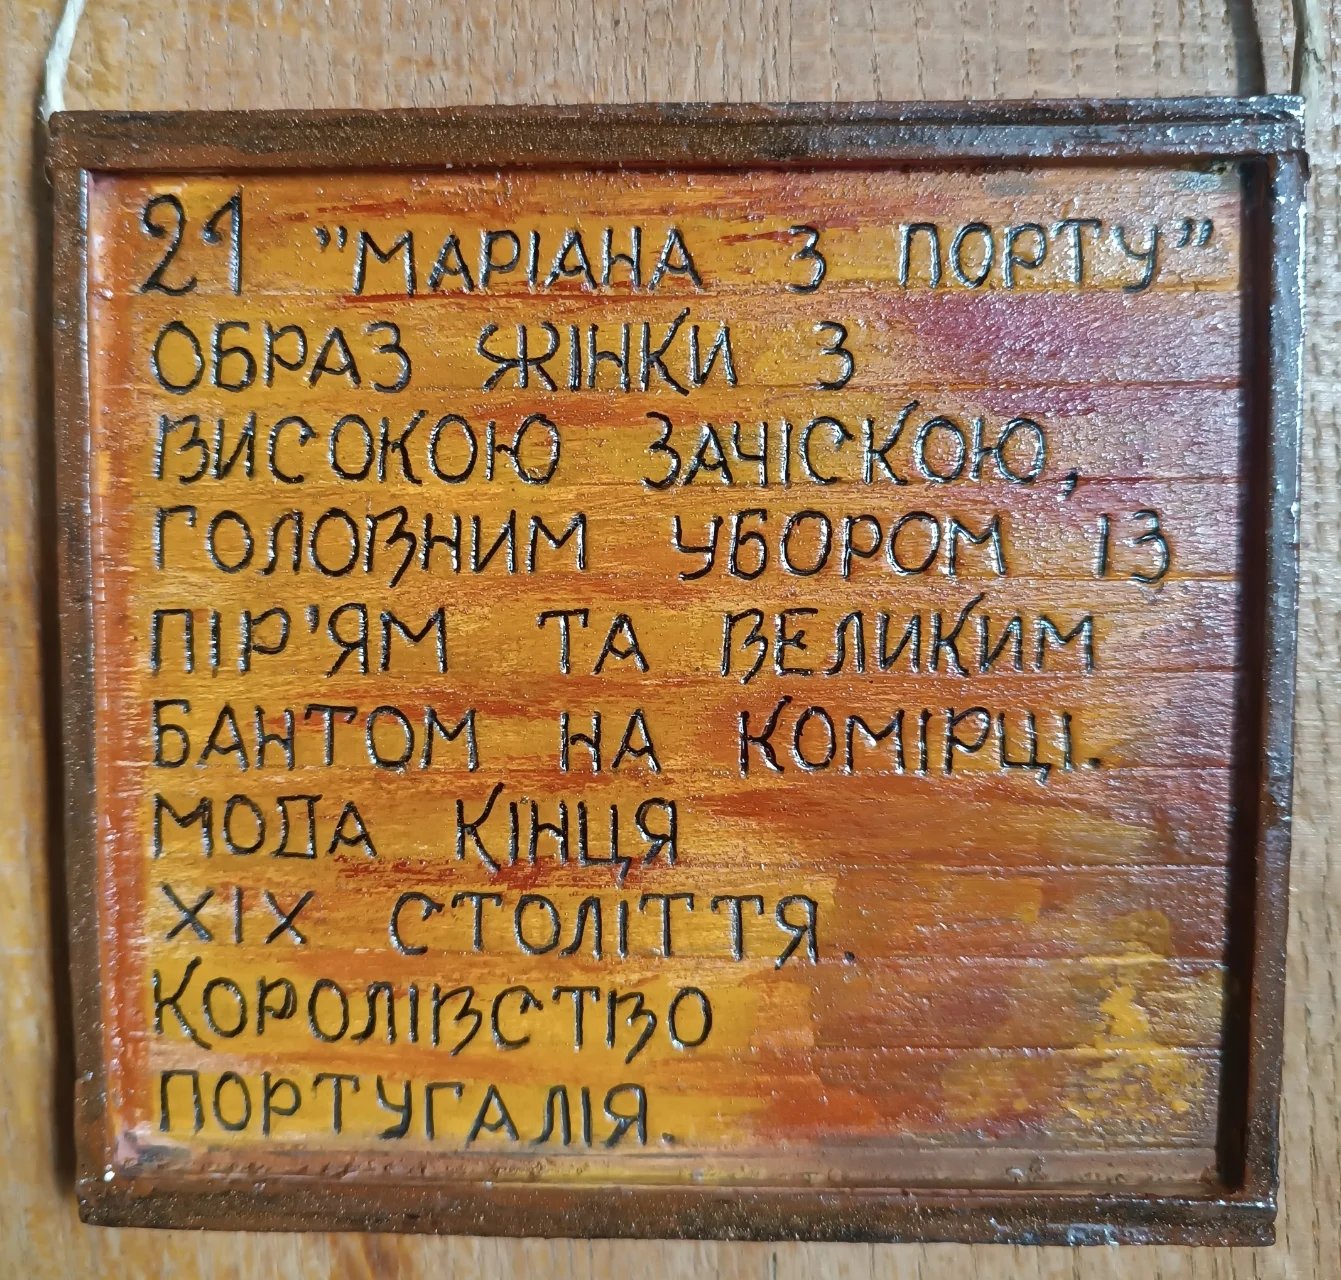 21 "МАРІАНА З ПОРТУ"
ОБРАЗ ЖІНКИ З
ВИСОКОЮ ЗАЧІСКОЮ,
ГОЛОВНИМ УБОРОМ ІЗ
ПІР'ЯМ ТА ВЕЛИКИМ
БАНТОМ НА КОМІРЦІ.
МОДА КІНЦЯ
XIX СТОЛІТТЯ.
КОРОЛІВСТВО
ПОРТУГАЛІЯ.